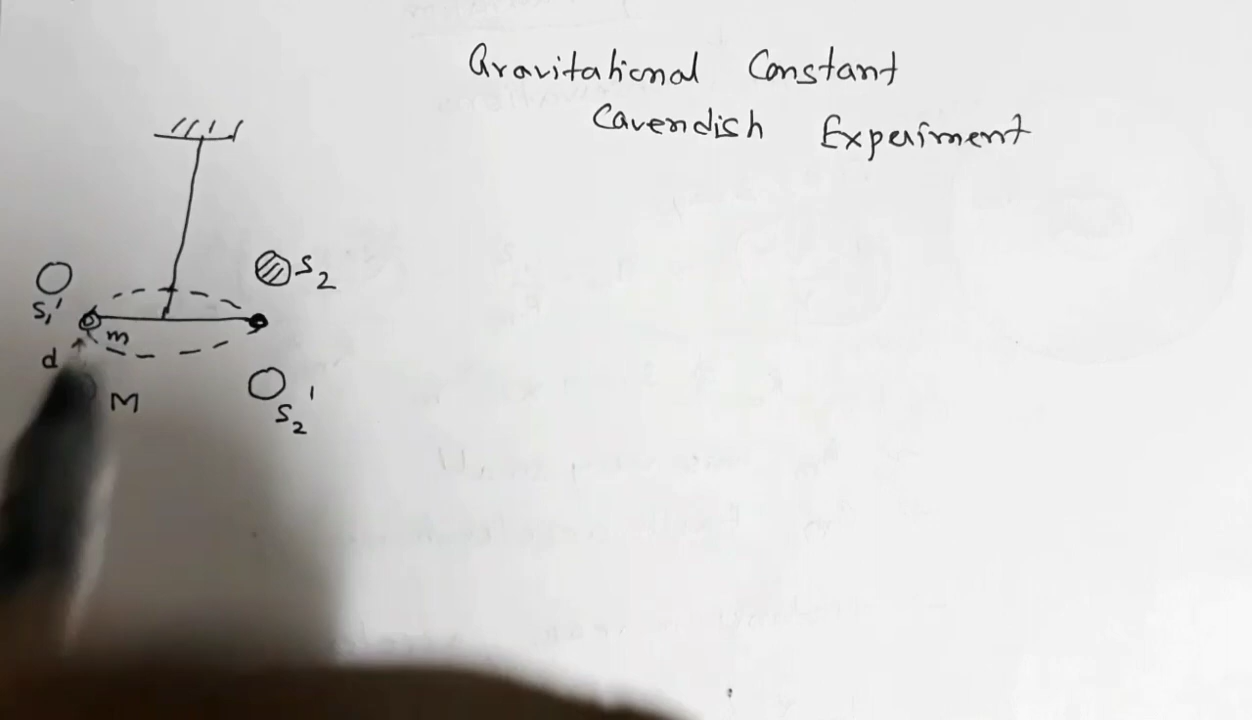 Gravitational Constant
Cavendish Experiment
S2
S1'
m
d
M
S2'